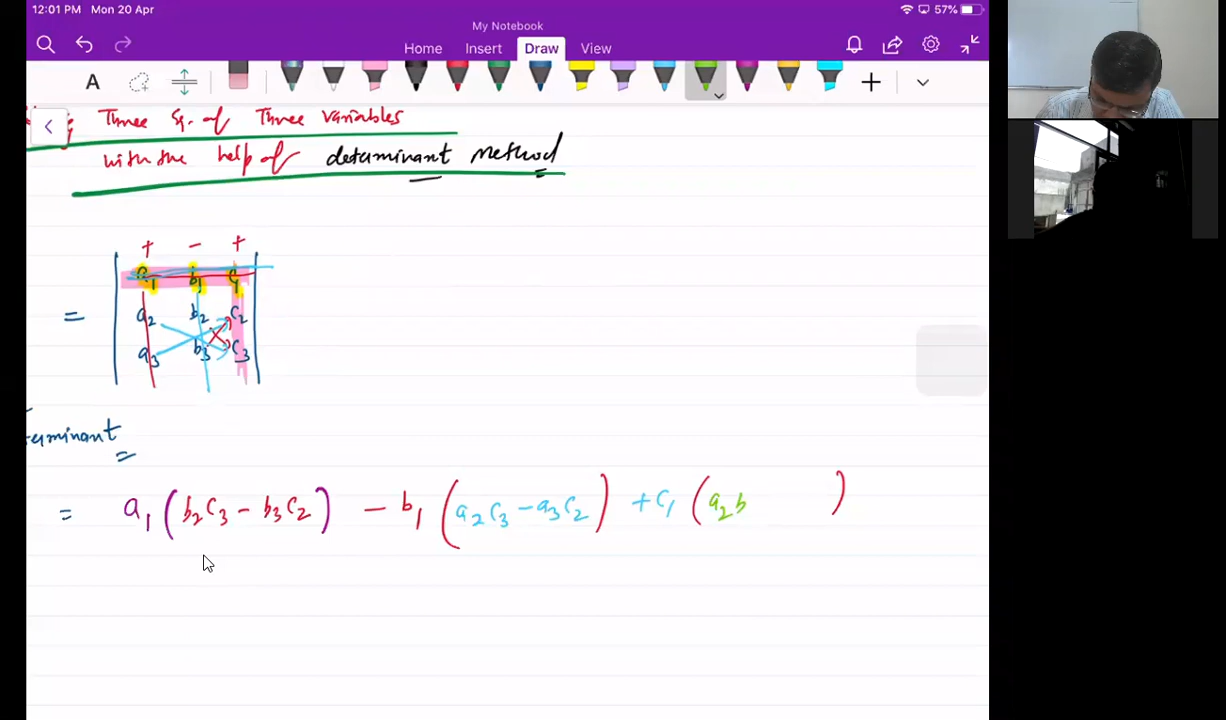 12:01 PM Mon 20 Apr
57%
My Notebook
Home Insert Draw View
Three Eq. of Three variables
with the help of determinant method
+ - +
a1 b1 c1
= a2 b2 c2
a3 b3 c3
terminant
= a1 (b2c3 - b3c2) - b1 (a2c3 - a3c2) + c1 (a2b )